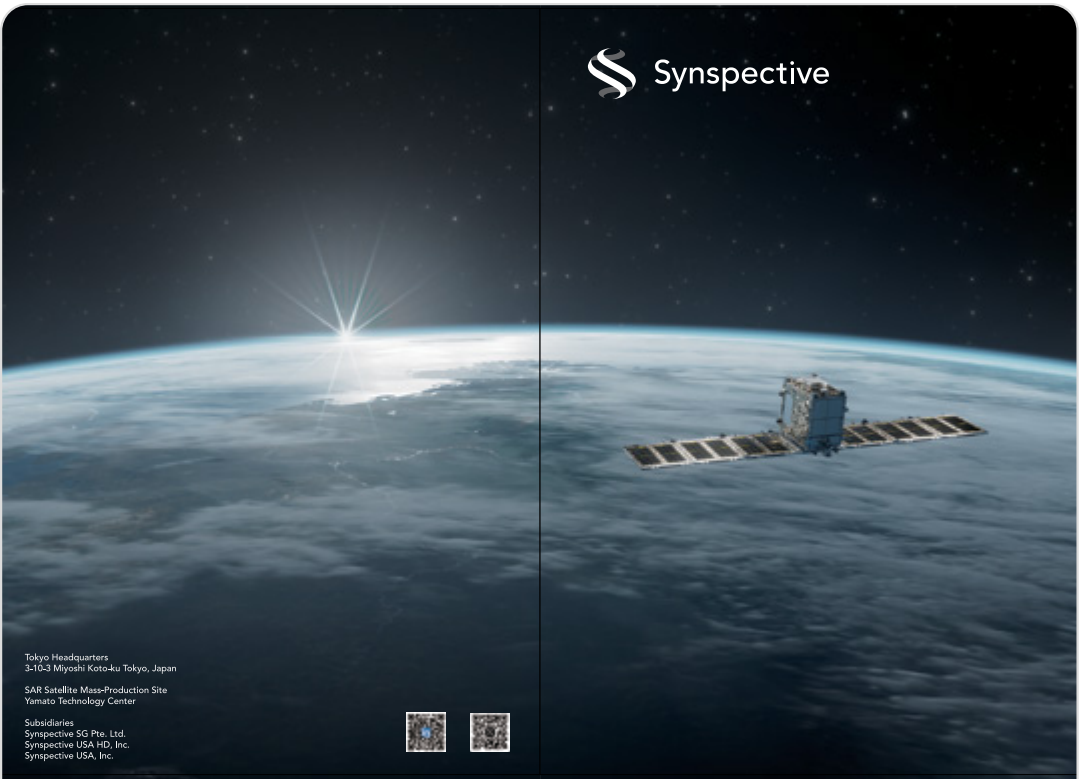 Synspective
Tokyo Headquarters
3-10-3 Miyoshi Koto-ku Tokyo, Japan
SAR Satellite Mass-Production Site
Yamato Technology Center
Subsidiaries
Synspective SG Pte. Ltd.
Synspective USA HD, Inc.
Synspective USA, Inc.